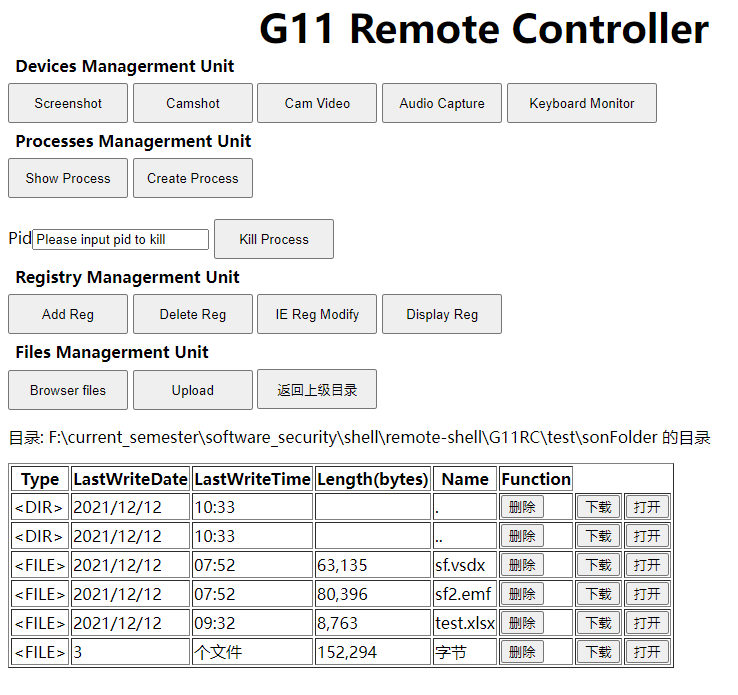 G11 Remote Controller
Devices Managerment Unit
Screenshot Camshot Cam Video Audio Capture Keyboard Monitor
Processes Managerment Unit
Show Process Create Process
Pid Please input pid to kill Kill Process
Registry Managerment Unit
Add Reg Delete Reg IE Reg Modify Display Reg
Files Managerment Unit
Browser files Upload 返回上级目录
目录: F:\current_semester\software_security\shell\remote-shell\G11RC\test\sonFolder 的目录
Type LastWriteDate LastWriteTime Length(bytes) Name Function
<DIR> 2021/12/12 10:33 . 删除 下载 打开
<DIR> 2021/12/12 10:33 .. 删除 下载 打开
<FILE> 2021/12/12 07:52 63,135 sf.vsdx 删除 下载 打开
<FILE> 2021/12/12 07:52 80,396 sf2.emf 删除 下载 打开
<FILE> 2021/12/12 09:32 8,763 test.xlsx 删除 下载 打开
<FILE> 3 个文件 152,294 字节 删除 下载 打开